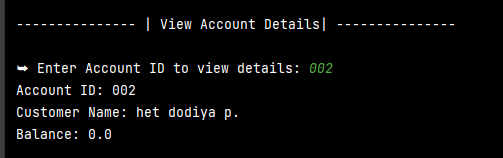 --------------- | View Account Details| ---------------
➥ Enter Account ID to view details: 002
Account ID: 002
Customer Name: het dodiya p.
Balance: 0.0